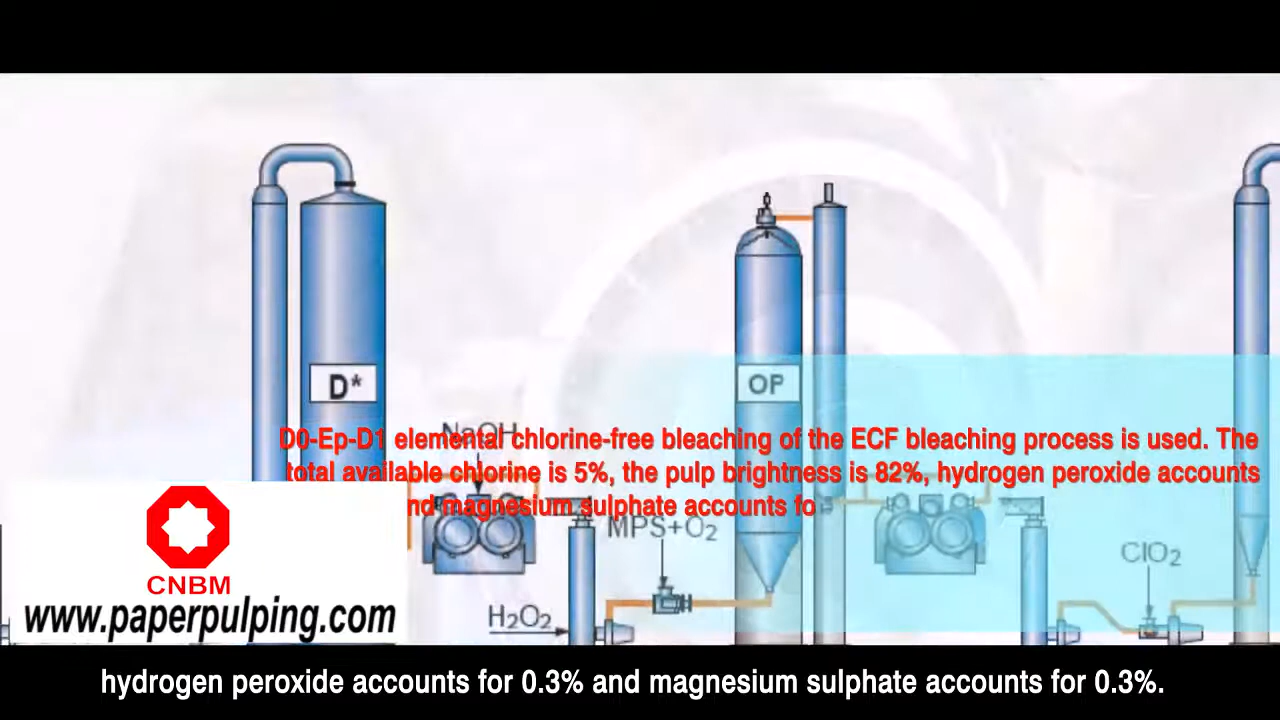 D*
OP
NaOH
D0-Ep-D1 elemental chlorine-free bleaching of the ECF bleaching process is used. The
total available chlorine is 5%, the pulp brightness is 82%, hydrogen peroxide accounts
nd magnesium sulphate accounts fo
MPS+O₂
ClO₂
H₂O₂
CNBM
www.paperpulping.com
hydrogen peroxide accounts for 0.3% and magnesium sulphate accounts for 0.3%.